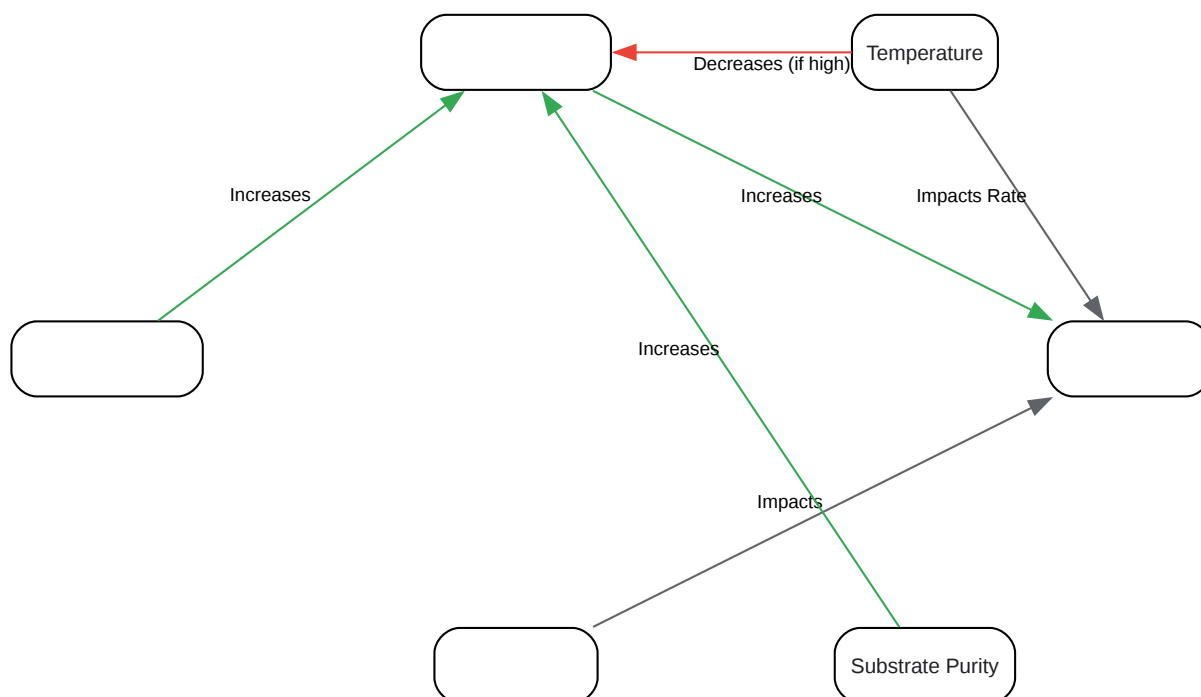 Temperature
Decreases (if high)
Increases
Increases
Impacts Rate
Increases
Impacts
Substrate Purity